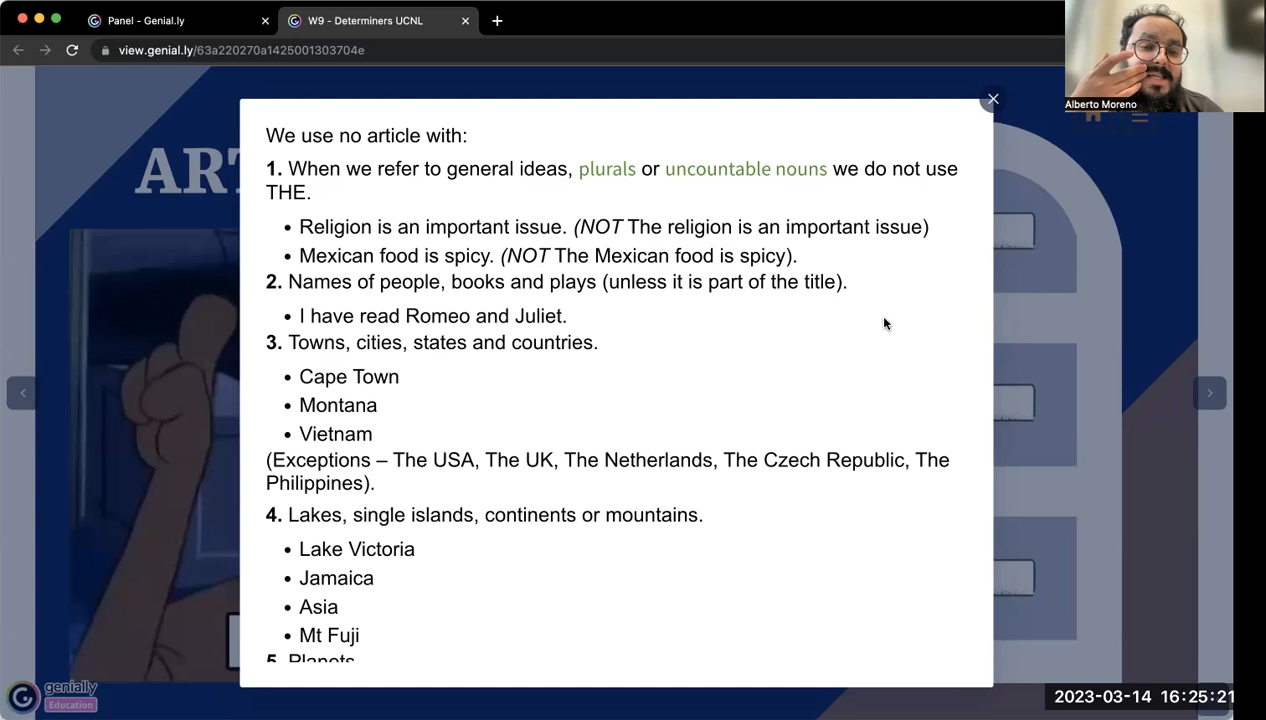 Panel - Genial.ly
W9 - Determiners UCNL
view.genial.ly/63a220270a1425001303704e
Alberto Moreno
ART
We use no article with:
1. When we refer to general ideas, plurals or uncountable nouns we do not use
THE.
• Religion is an important issue. (NOT The religion is an important issue)
• Mexican food is spicy. (NOT The Mexican food is spicy).
2. Names of people, books and plays (unless it is part of the title).
• I have read Romeo and Juliet.
3. Towns, cities, states and countries.
• Cape Town
• Montana
• Vietnam
(Exceptions – The USA, The UK, The Netherlands, The Czech Republic, The
Philippines).
4. Lakes, single islands, continents or mountains.
• Lake Victoria
• Jamaica
• Asia
• Mt Fuji
5. Planets
genially
Education
2023-03-14 16:25:21